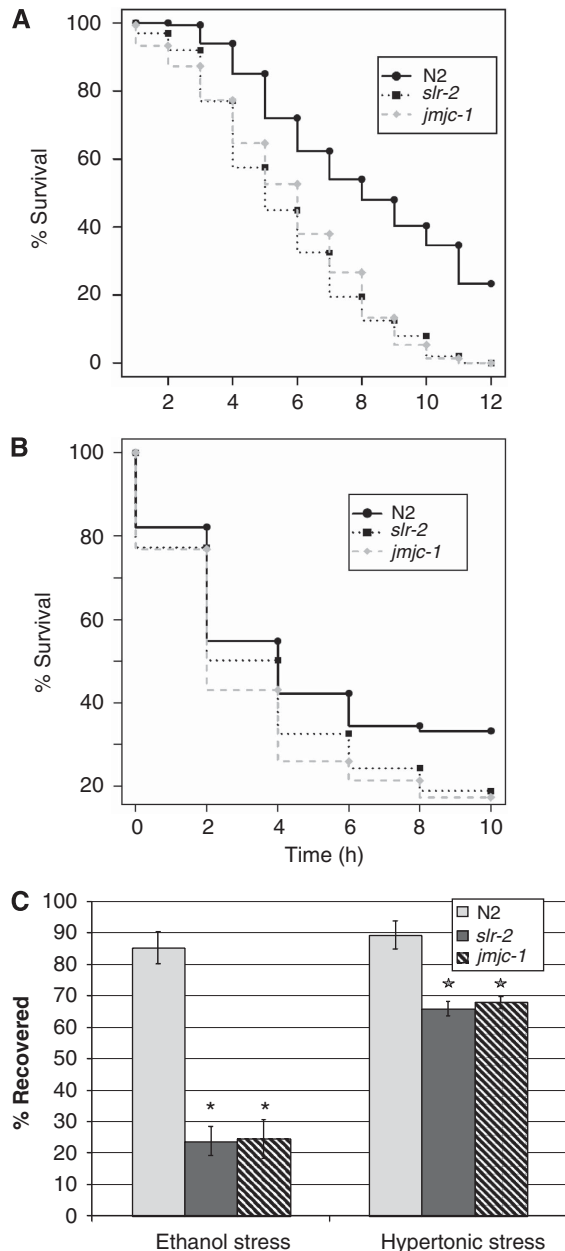 A
% Survival
100
80
60
40
20
0
N2
slr-2
jmjc-1
2 4 6 8 10 12
B
% Survival
100
80
60
40
20
N2
slr-2
jmjc-1
0 2 4 6 8 10
Time (h)
C
% Recovered
100
90
80
70
60
50
40
30
20
10
0
N2
slr-2
jmjc-1
* *
Ethanol stress Hypertonic stress